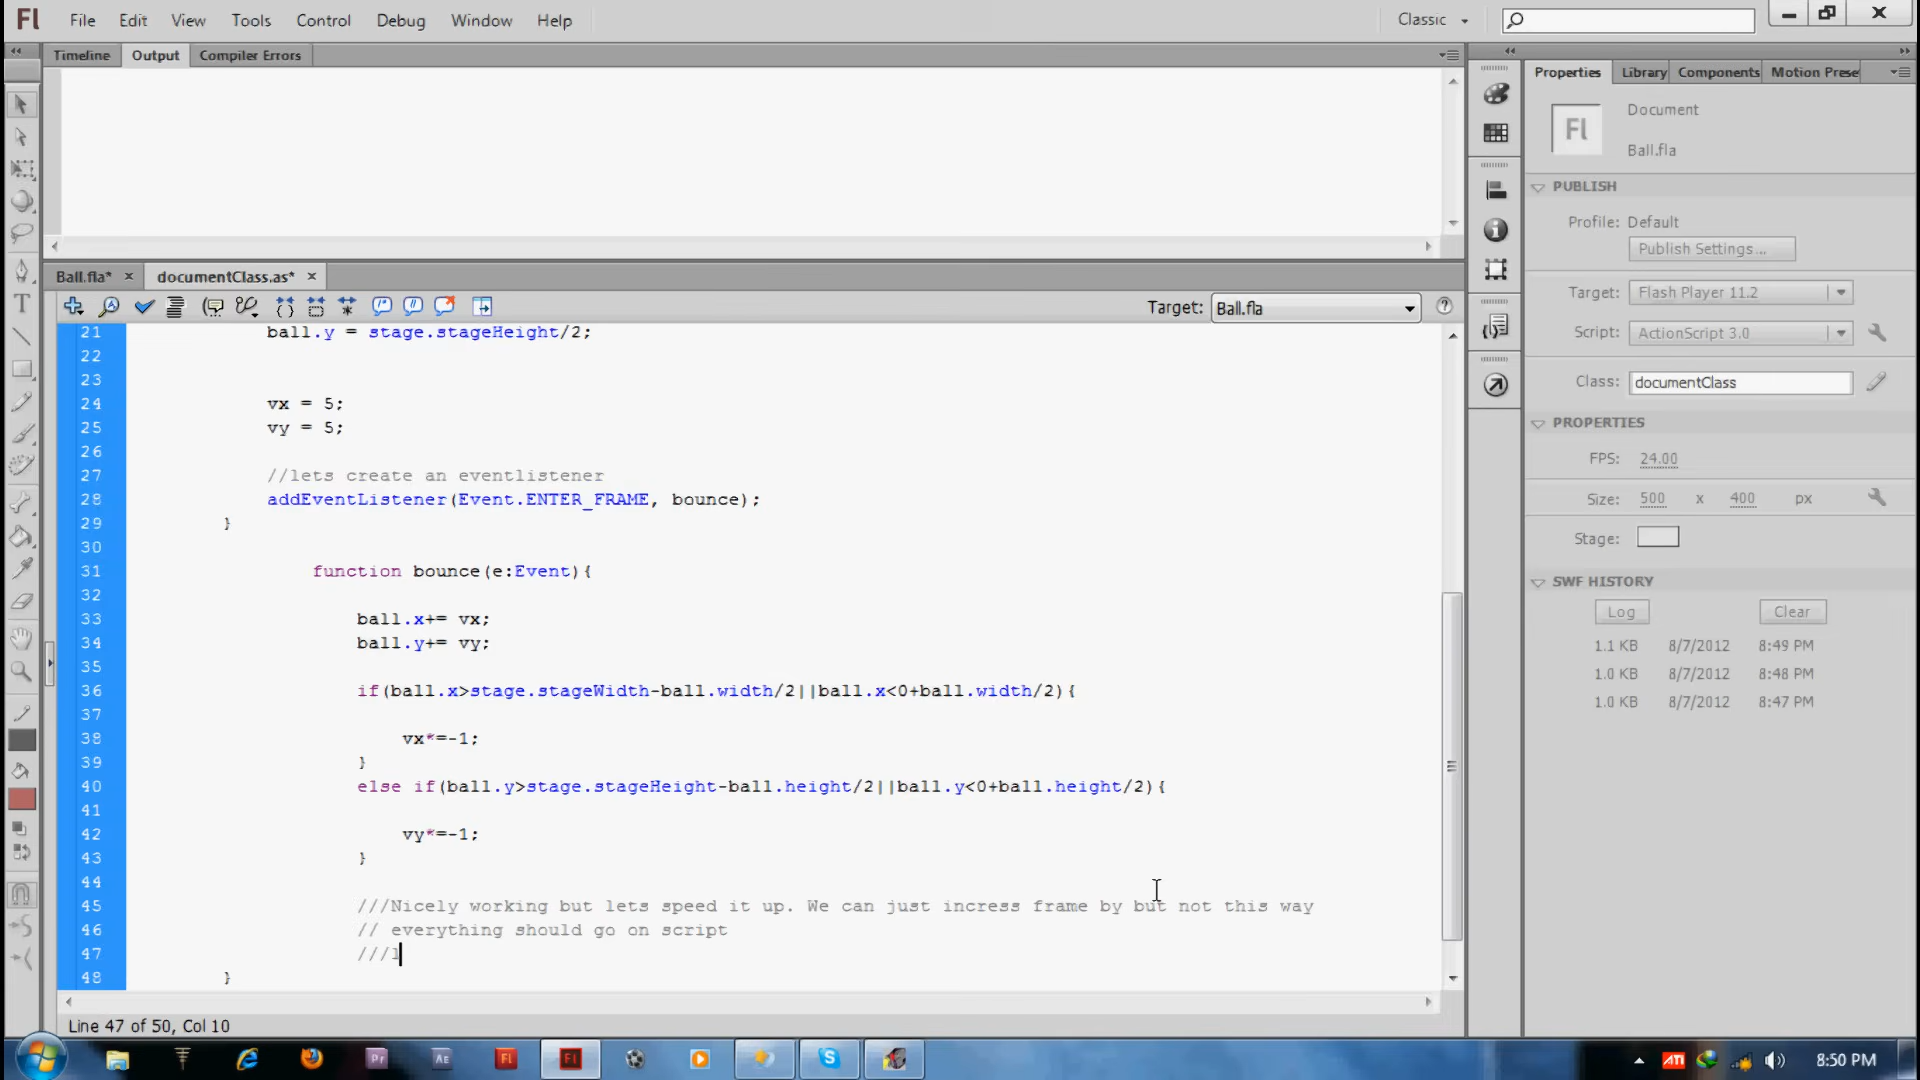 Fl File Edit View Tools Control Debug Window Help Classic
Timeline Output Compiler Errors
Properties Library Components Motion Prese
Document
Fl
Ball.fla
PUBLISH
Profile: Default
Publish Settings...
Ball.fla* documentClass.as*
Target: Ball.fla
Target: Flash Player 11.2
Script: ActionScript 3.0
Class: documentClass
PROPERTIES
FPS: 24.00
Size: 500 x 400 px
Stage:
SWF HISTORY
Log Clear
1.1 KB 8/7/2012 8:49 PM
1.0 KB 8/7/2012 8:48 PM
1.0 KB 8/7/2012 8:47 PM
21 ball.y = stage.stageHeight/2;
22
23
24 vx = 5;
25 vy = 5;
26
27 //lets create an eventlistener
28 addEventListener(Event.ENTER_FRAME, bounce);
29 }
30
31 function bounce(e:Event){
32
33 ball.x+= vx;
34 ball.y+= vy;
35
36 if(ball.x>stage.stageWidth-ball.width/2||ball.x<0+ball.width/2){
37
38 vx*=-1;
39 }
40 else if(ball.y>stage.stageHeight-ball.height/2||ball.y<0+ball.height/2){
41
42 vy*=-1;
43 }
44
45 ///Nicely working but lets speed it up. We can just incress frame by but not this way
46 // everything should go on script
47 ///l
48 }
Line 47 of 50, Col 10
Pr Ae Fl Fl
ATI 8:50 PM